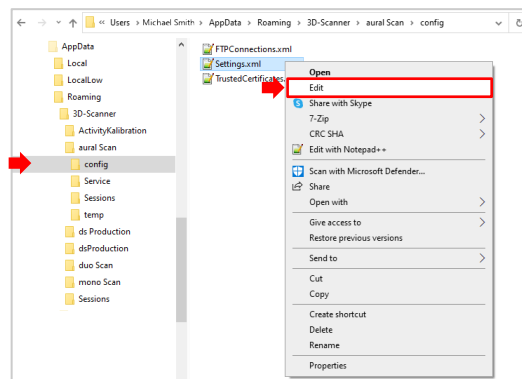 « Users › Michael Smith › AppData › Roaming › 3D-Scanner › aural Scan › config
AppData
Local
LocalLow
Roaming
3D-Scanner
ActivityKalibration
aural Scan
config
Service
Sessions
temp
ds Production
dsProduction
duo Scan
mono Scan
Sessions
FTPConnections.xml
Settings.xml
TrustedCertificates.
Open
Edit
Share with Skype
7-Zip
CRC SHA
Edit with Notepad++
Scan with Microsoft Defender...
Share
Open with
Give access to
Restore previous versions
Send to
Cut
Copy
Create shortcut
Delete
Rename
Properties